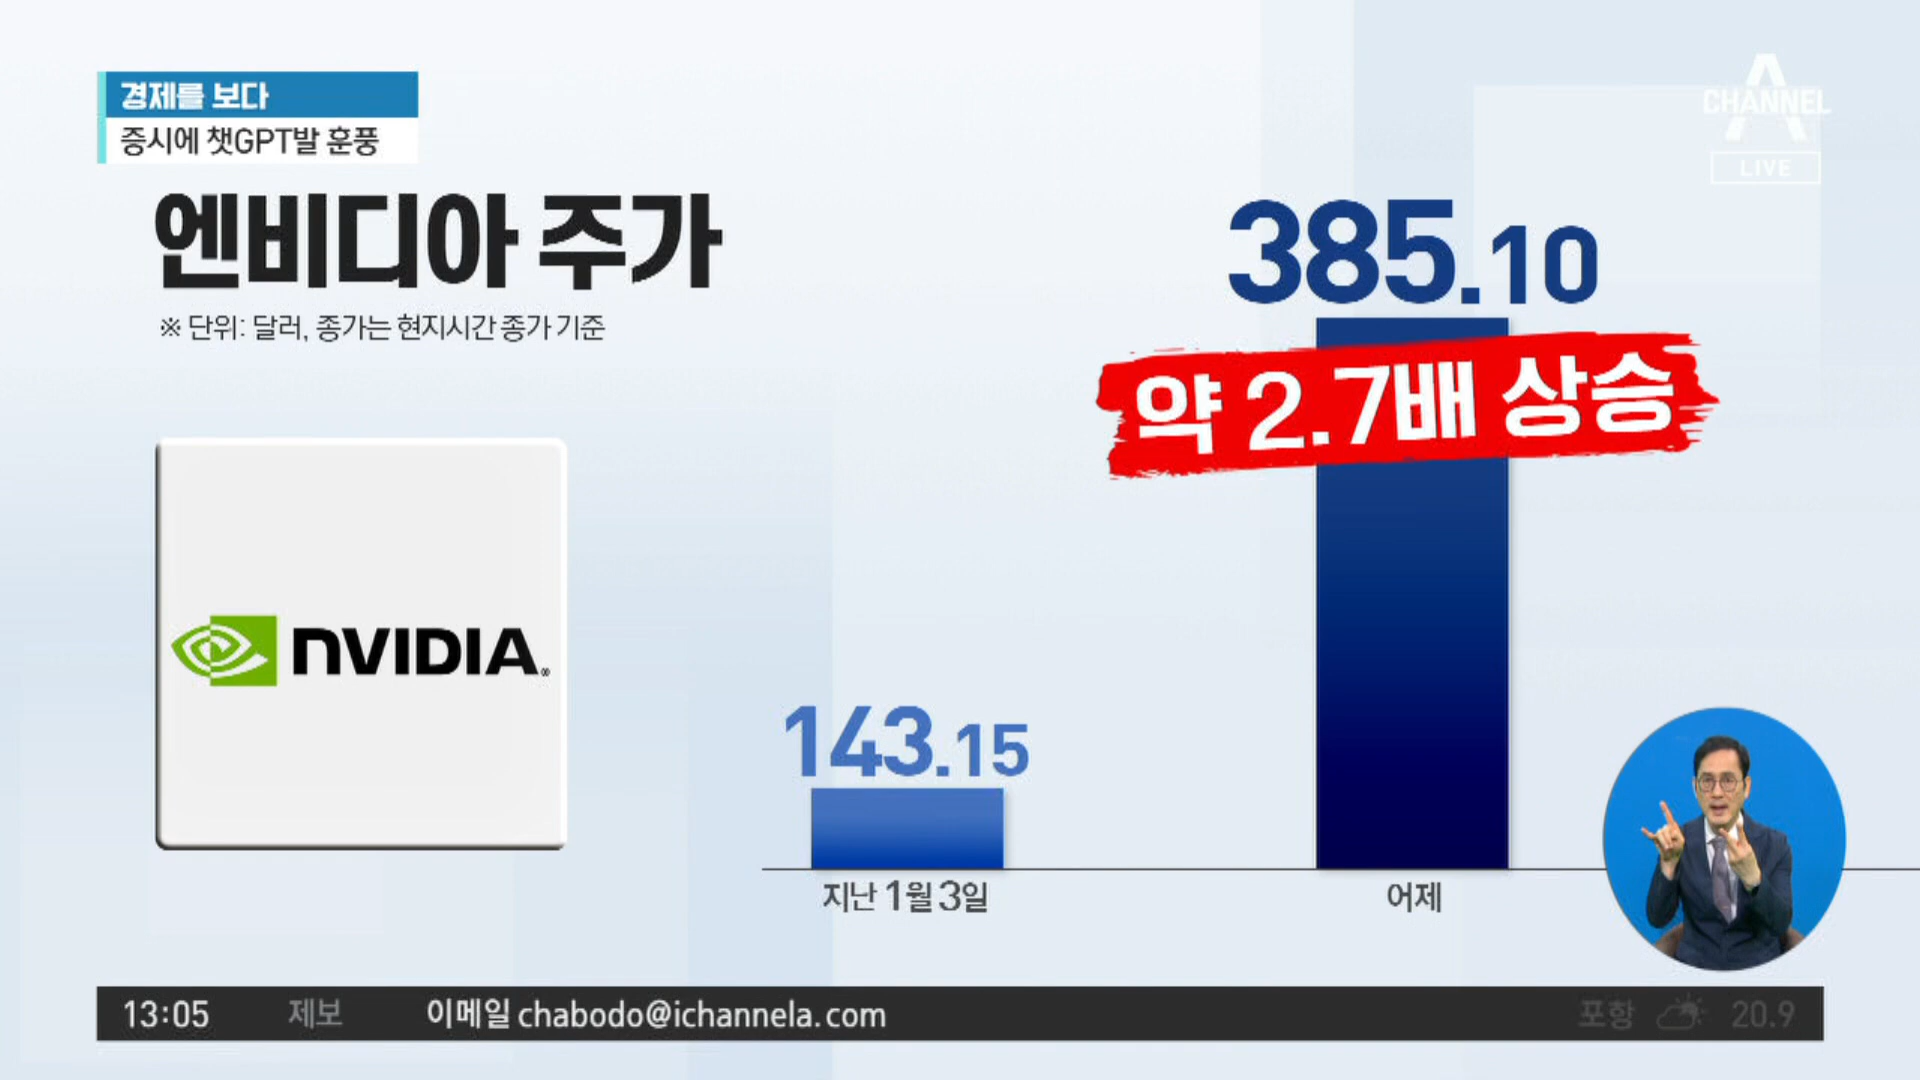 경제를 보다
증시에 챗GPT발 훈풍
CHANNEL A
LIVE
엔비디아 주가
※ 단위: 달러, 종가는 현지시간 종가 기준
385.10
약 2.7배 상승
NVIDIA®
143.15
지난 1월 3일
어제
13:05 제보 이메일 chabodo@ichannela.com 포항 20.9